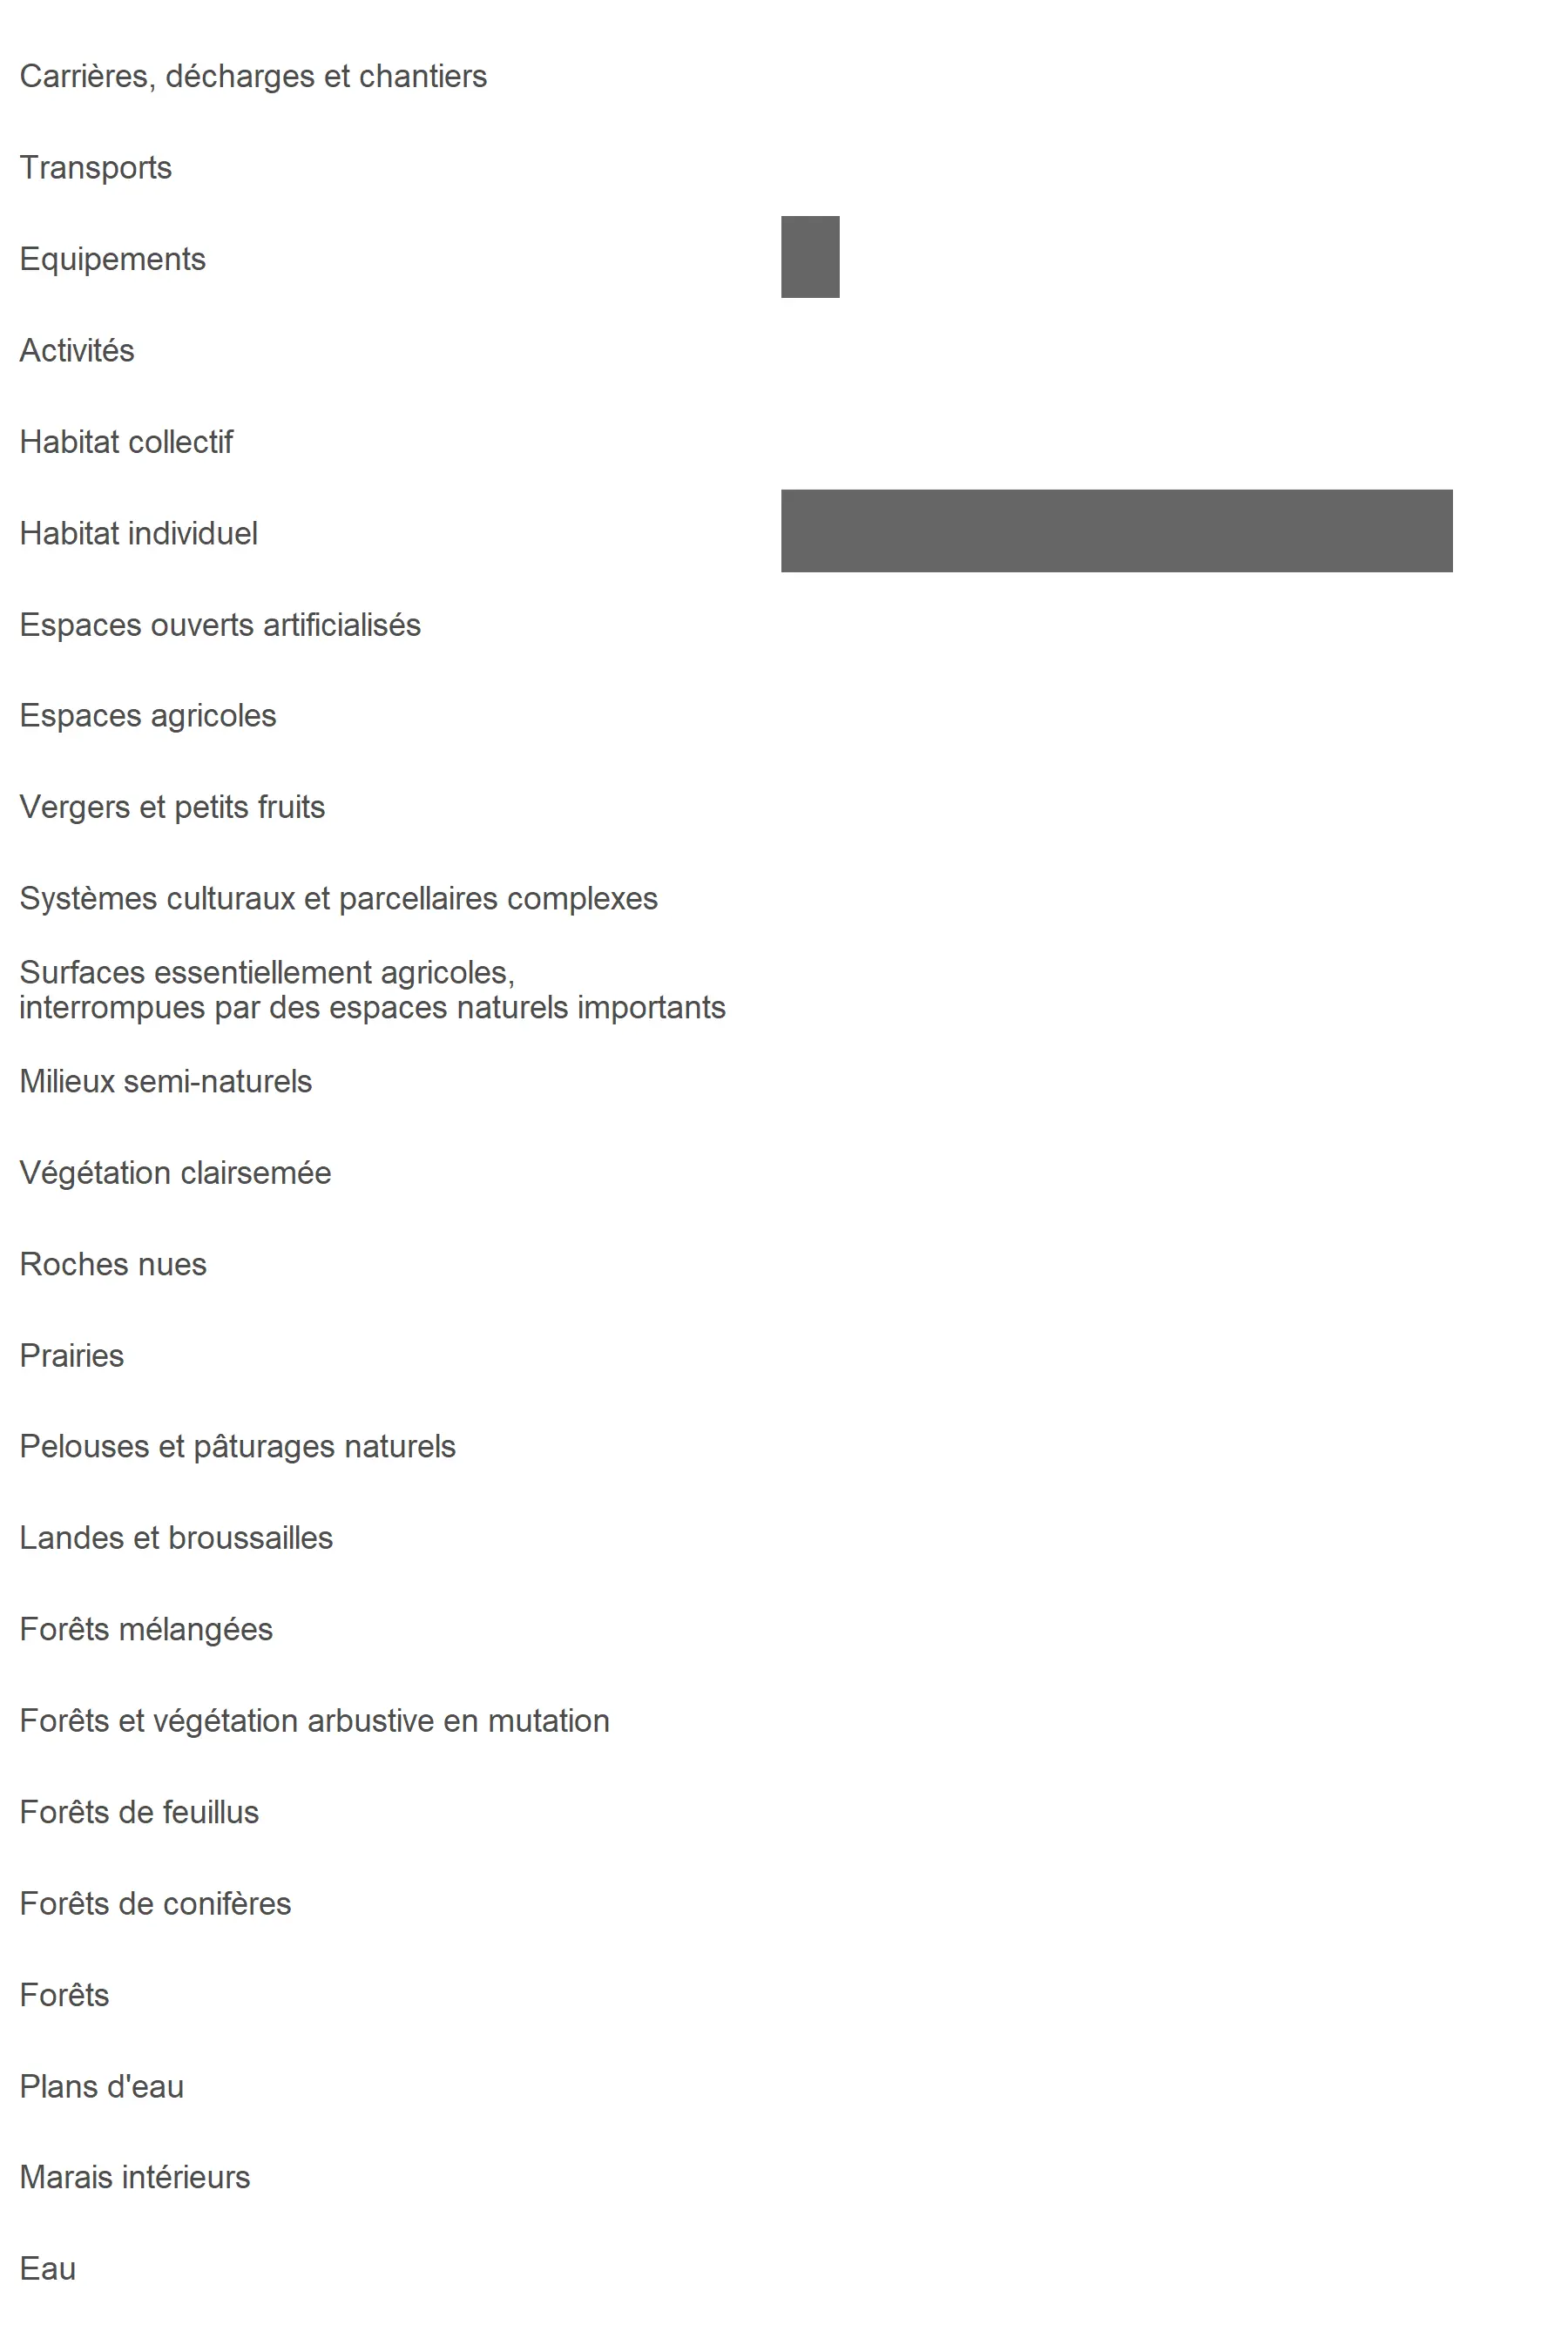 Carrières, décharges et chantiers
Transports
Equipements
Activités
Habitat collectif
Habitat individuel
Espaces ouverts artificialisés
Espaces agricoles
Vergers et petits fruits
Systèmes culturaux et parcellaires complexes
Surfaces essentiellement agricoles,
interrompues par des espaces naturels importants
Milieux semi-naturels
Végétation clairsemée
Roches nues
Prairies
Pelouses et pâturages naturels
Landes et broussailles
Forêts mélangées
Forêts et végétation arbustive en mutation
Forêts de feuillus
Forêts de conifères
Forêts
Plans d'eau
Marais intérieurs
Eau